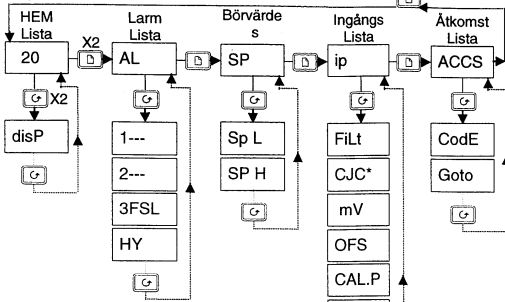 HEM
Lista
Larm
Lista
Börvärde
s
Ingångs
Lista
Åtkomst
Lista
20
X2
AL
SP
ip
ACCS
X2
disP
1---
2---
3FSL
HY
Sp L
SP H
FiLt
CJC*
mV
OFS
CAL.P
CodE
Goto